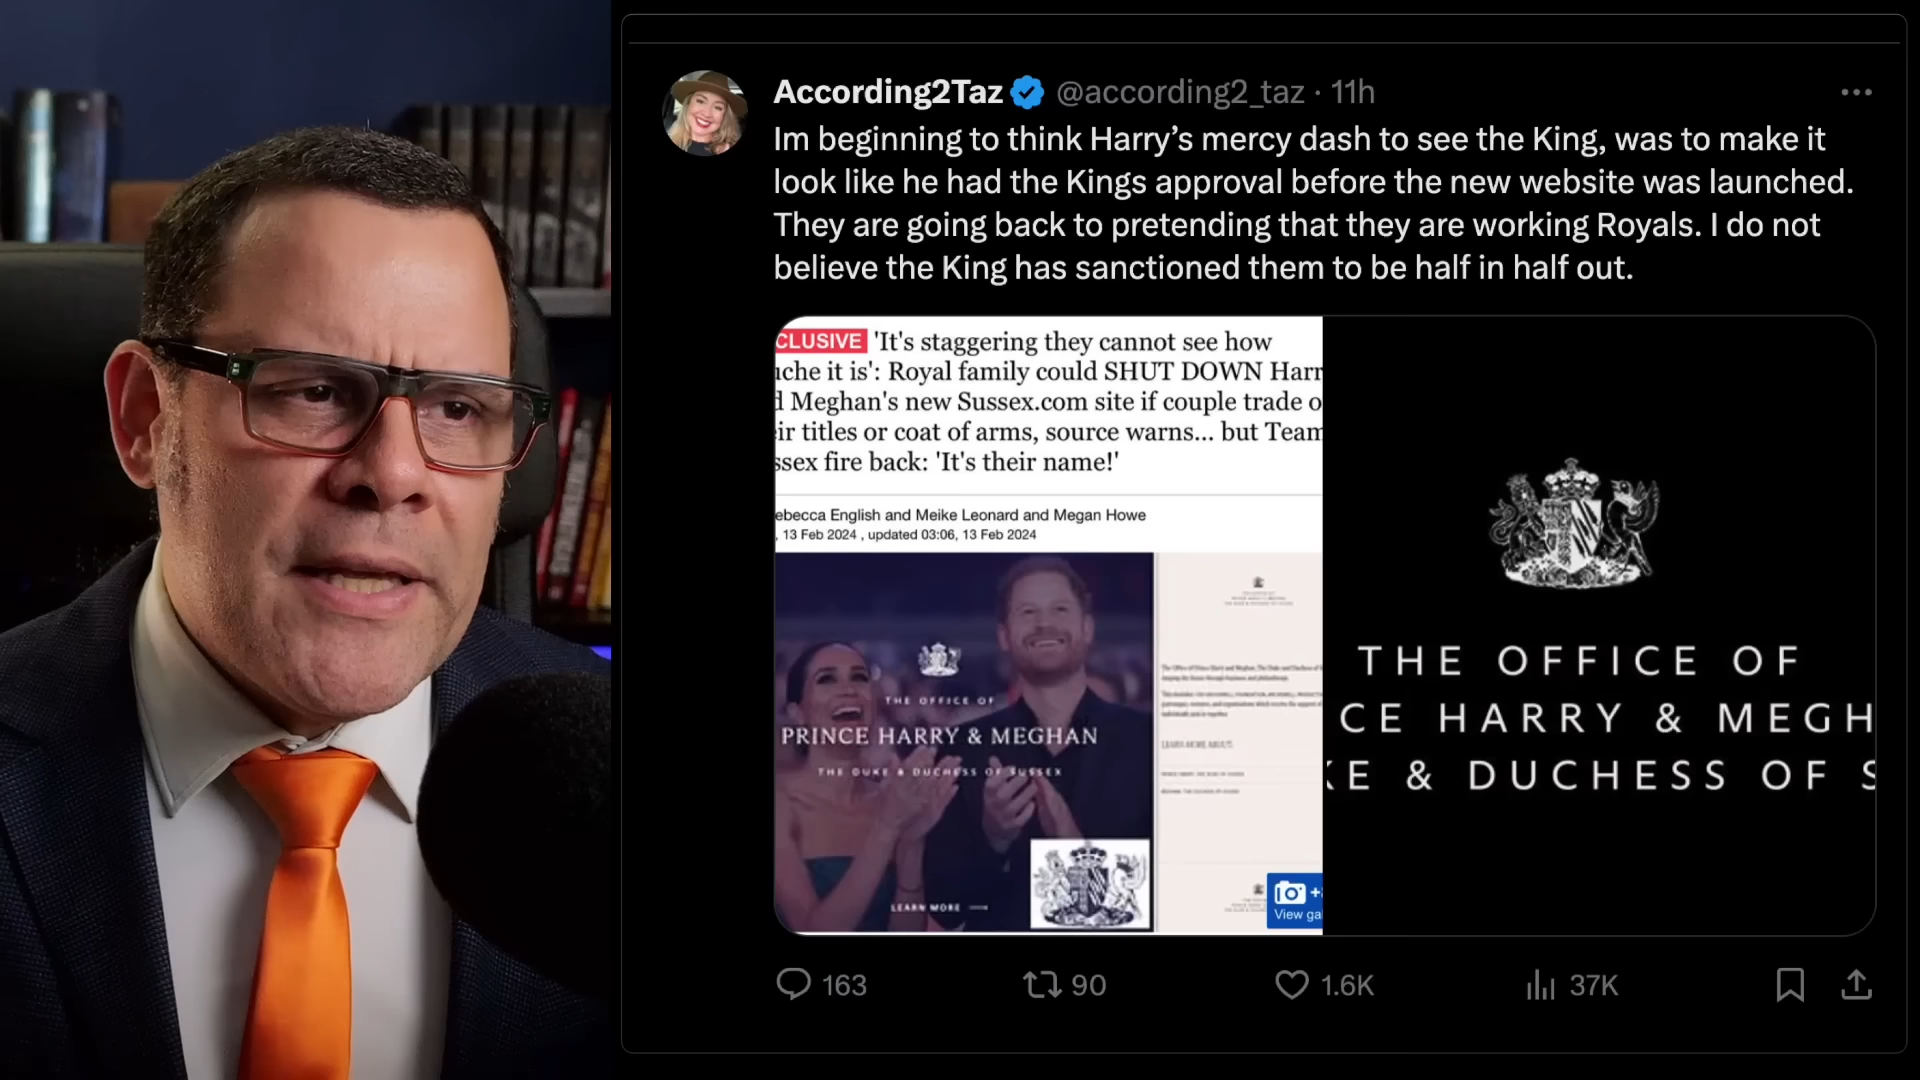 According2Taz @according2_taz · 11h
Im beginning to think Harry's mercy dash to see the King, was to make it
look like he had the Kings approval before the new website was launched.
They are going back to pretending that they are working Royals. I do not
believe the King has sanctioned them to be half in half out.
CLUSIVE 'It's staggering they cannot see how
uche it is': Royal family could SHUT DOWN Harr
d Meghan's new Sussex.com site if couple trade o
eir titles or coat of arms, source warns... but Team
ssex fire back: 'It's their name!'
ebecca English and Meike Leonard and Megan Howe
, 13 Feb 2024 , updated 03:06, 13 Feb 2024
THE OFFICE OF
PRINCE HARRY & MEGHAN
THE DUKE & DUCHESS OF SUSSEX
LEARN MORE
View ga
THE OFFICE OF
CE HARRY & MEGH
KE & DUCHESS OF S
163 90 1.6K 37K